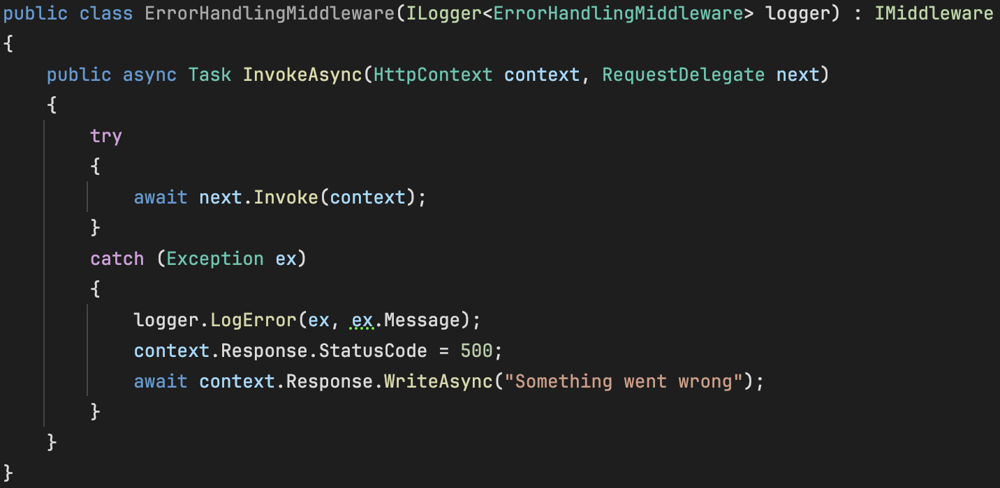 public class ErrorHandlingMiddleware(ILogger<ErrorHandlingMiddleware> logger) : IMiddleware
{
    public async Task InvokeAsync(HttpContext context, RequestDelegate next)
    {
        try
        {
            await next.Invoke(context);
        }
        catch (Exception ex)
        {
            logger.LogError(ex, ex.Message);
            context.Response.StatusCode = 500;
            await context.Response.WriteAsync("Something went wrong");
        }
    }
}